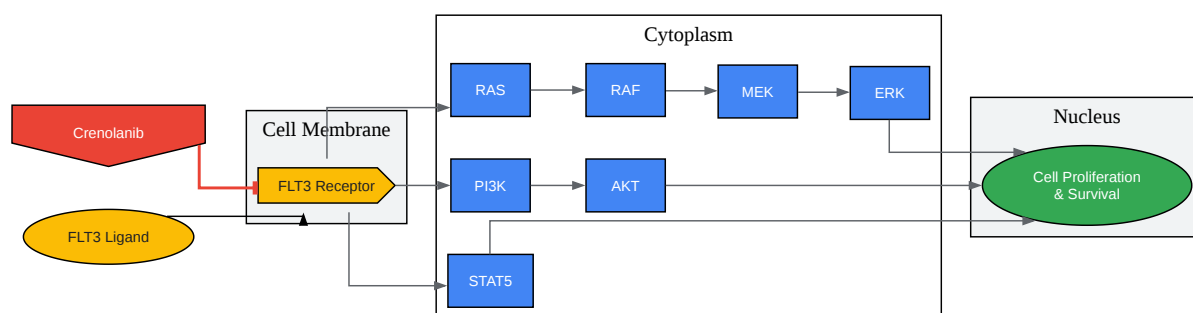 Cytoplasm
RAS
RAF
MEK
ERK
Crenolanib
Cell Membrane
Nucleus
FLT3 Receptor
PI3K
AKT
Cell Proliferation
& Survival
FLT3 Ligand
STAT5